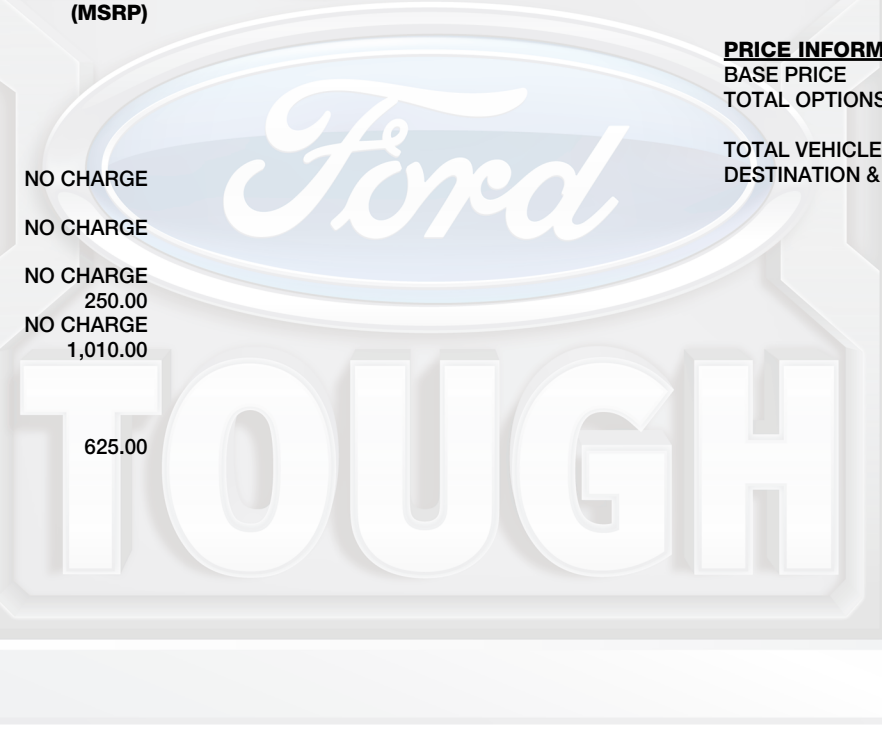 (MSRP)
NO CHARGE
NO CHARGE
NO CHARGE
250.00
NO CHARGE
1,010.00
625.00
PRICE INFORM
BASE PRICE
TOTAL OPTIONS
TOTAL VEHICLE
DESTINATION &
Ford
TOUGH